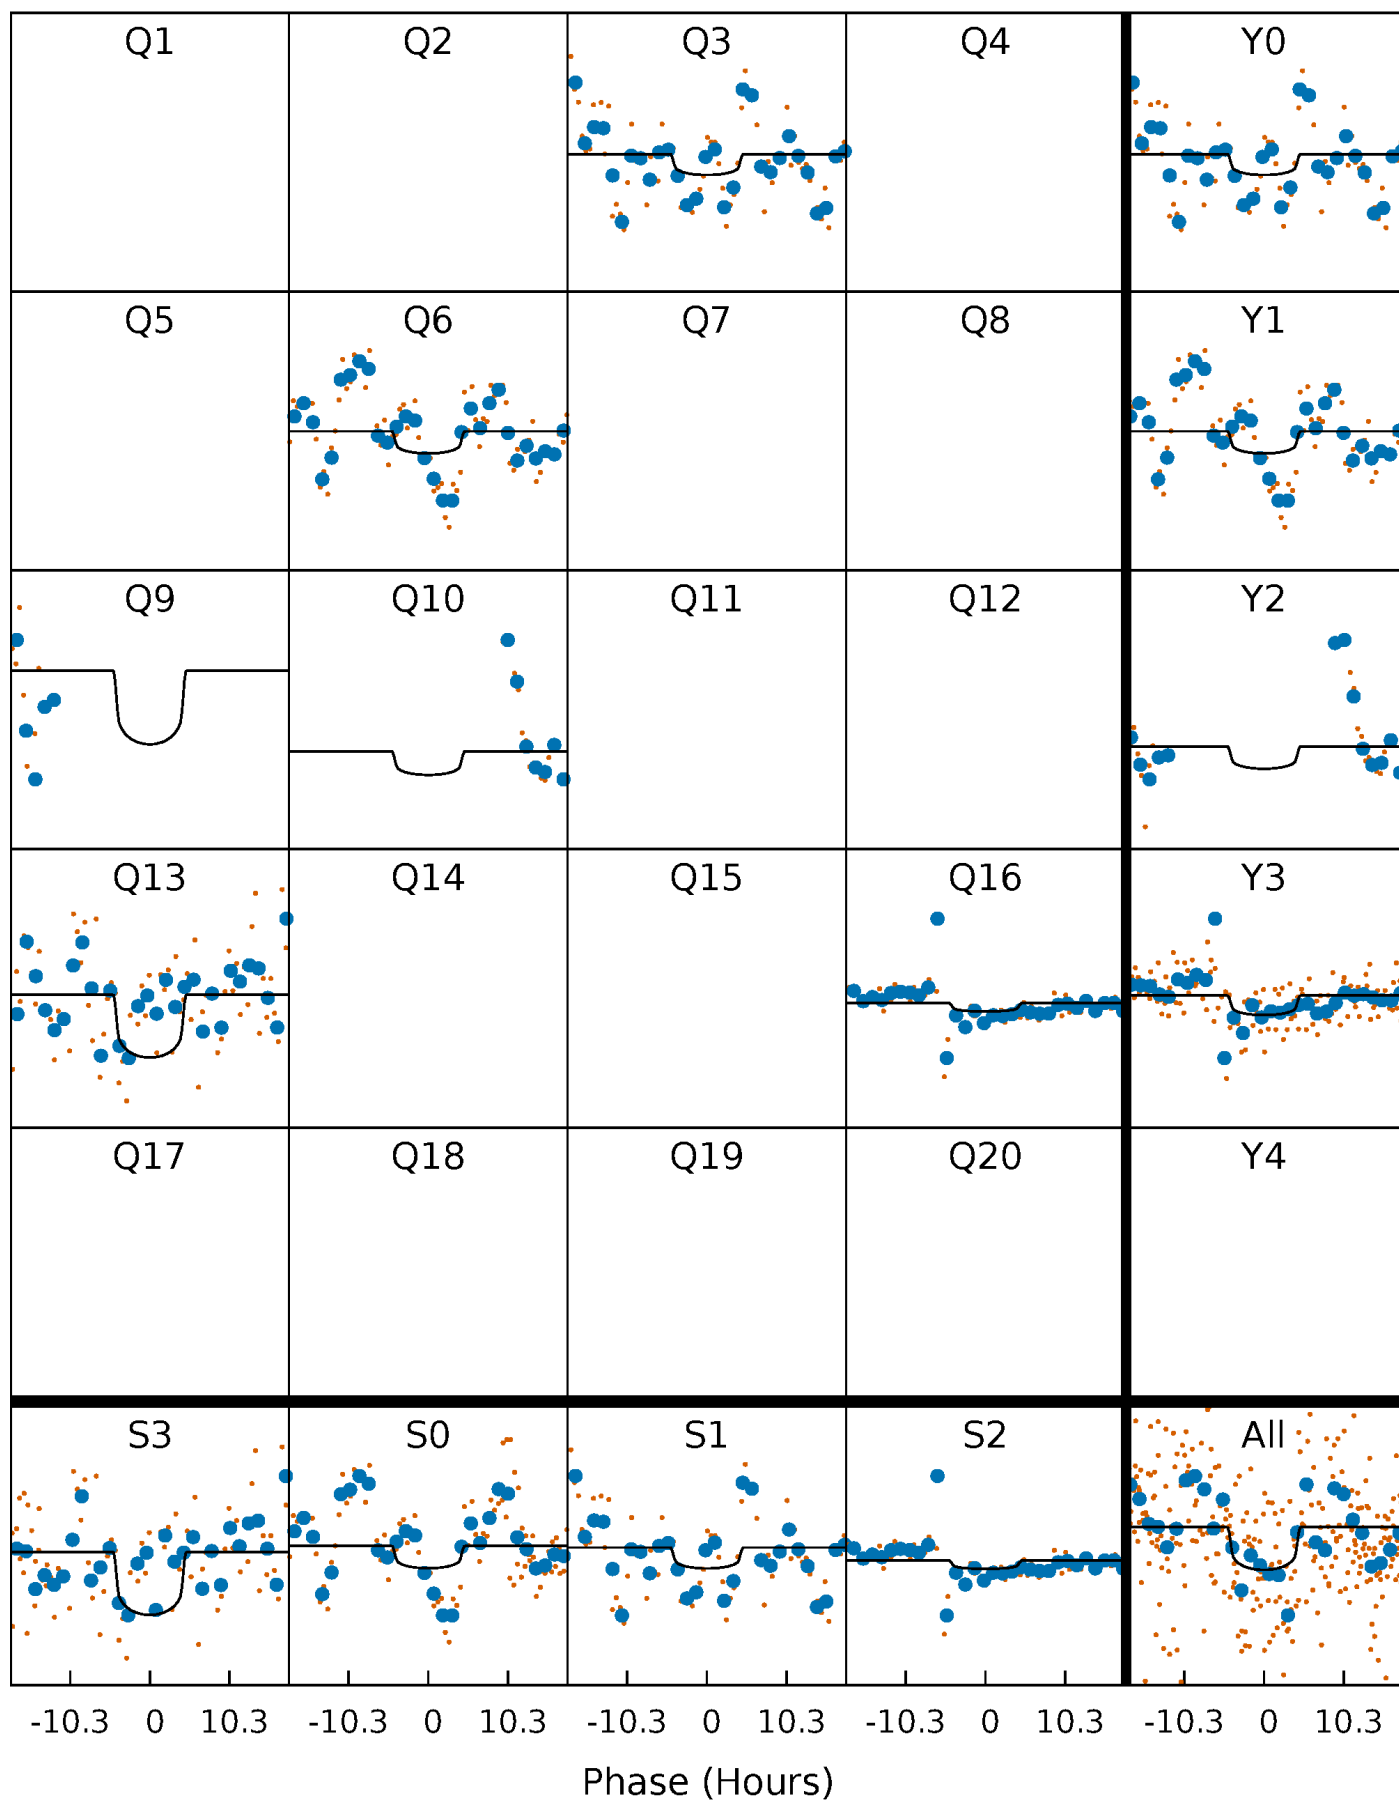 Q1 Q2 Q3 Q4 Y0
Q5 Q6 Q7 Q8 Y1
Q9 Q10 Q11 Q12 Y2
Q13 Q14 Q15 Q16 Y3
Q17 Q18 Q19 Q20 Y4
S3 S0 S1 S2 All
-10.3 0 10.3 -10.3 0 10.3 -10.3 0 10.3 -10.3 0 10.3 -10.3 0 10.3
Phase (Hours)